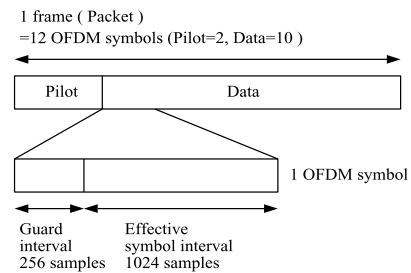 1 frame ( Packet )
=12 OFDM symbols (Pilot=2, Data=10 )
Pilot
Data
1 OFDM symbol
Guard
interval
256 samples
Effective
symbol interval
1024 samples